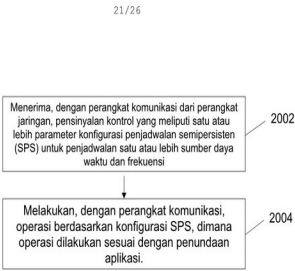 21/26
Menerima, dengan perangkat komunikasi dari perangkat
jaringan, pensinyalan kontrol yang meliputi satu atau
lebih parameter konfigurasi penjadwalan semipersisten
(SPS) untuk penjadwalan satu atau lebih sumber daya
waktu dan frekuensi
2002
Melakukan, dengan perangkat komunikasi,
operasi berdasarkan konfigurasi SPS, dimana
operasi dilakukan sesuai dengan penundaan
aplikasi.
2004